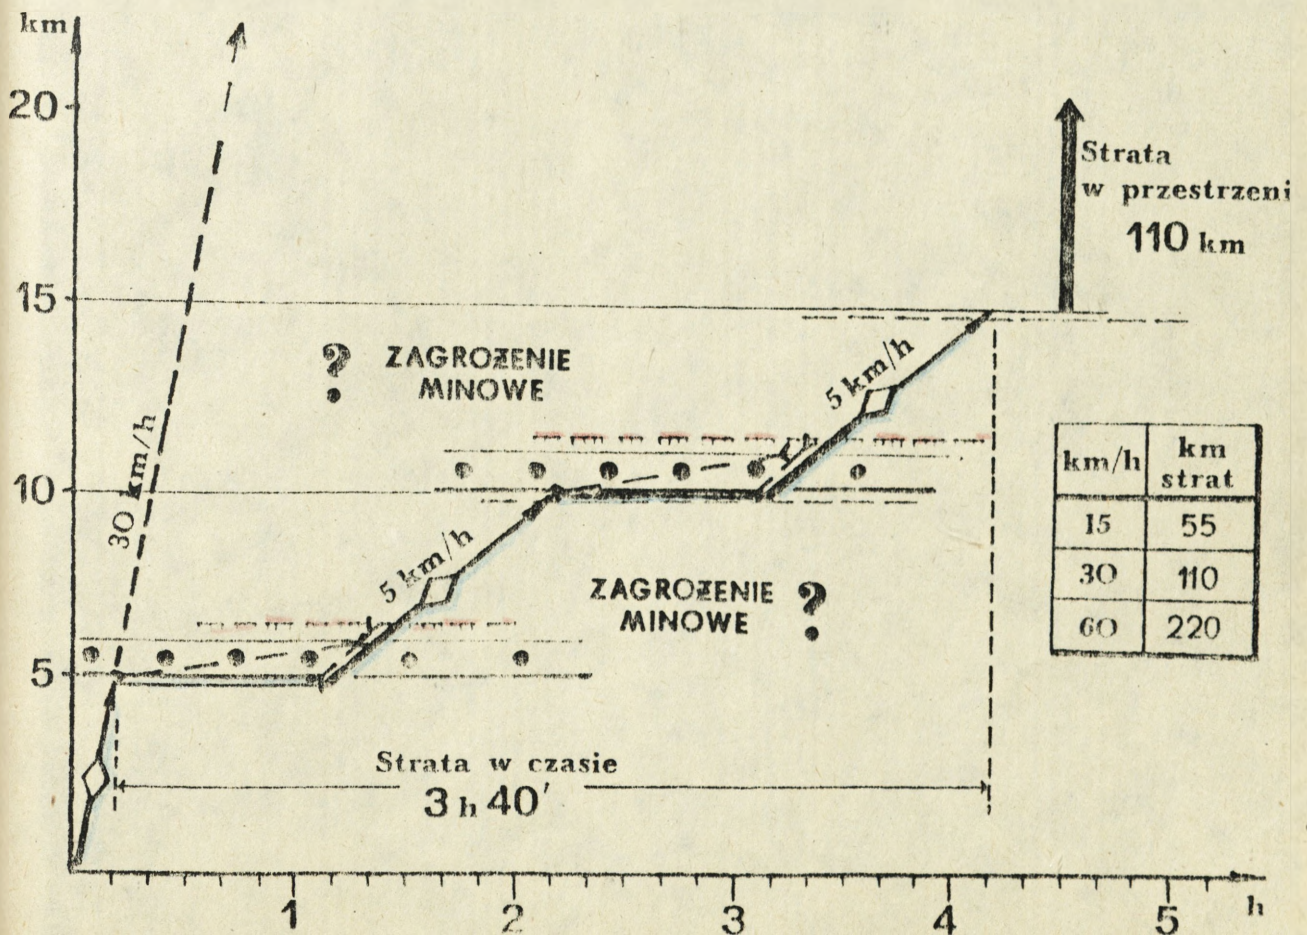 km
20
15
10
5
30 km/h
? ZAGROŻENIE
MINOWE
5 km/h
5 km/h
ZAGROŻENIE ?
MINOWE
Strata
w przestrzeni
110 km
km/h km
strat
15 55
30 110
60 220
Strata w czasie
3 h 40'
1 2 3 4 5 h